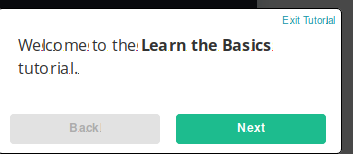 Exit Tutorial
Welcome to the Learn the Basics
tutorial.
Back
Next